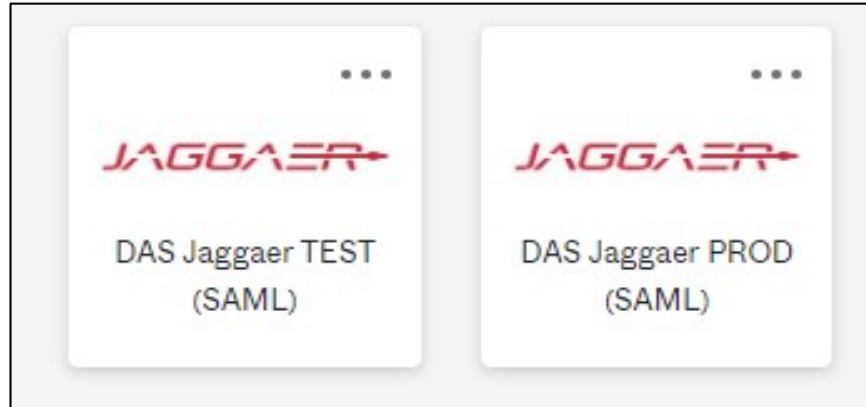 JAGGAER
DAS Jaggaer TEST
(SAML)
JAGGAER
DAS Jaggaer PROD
(SAML)